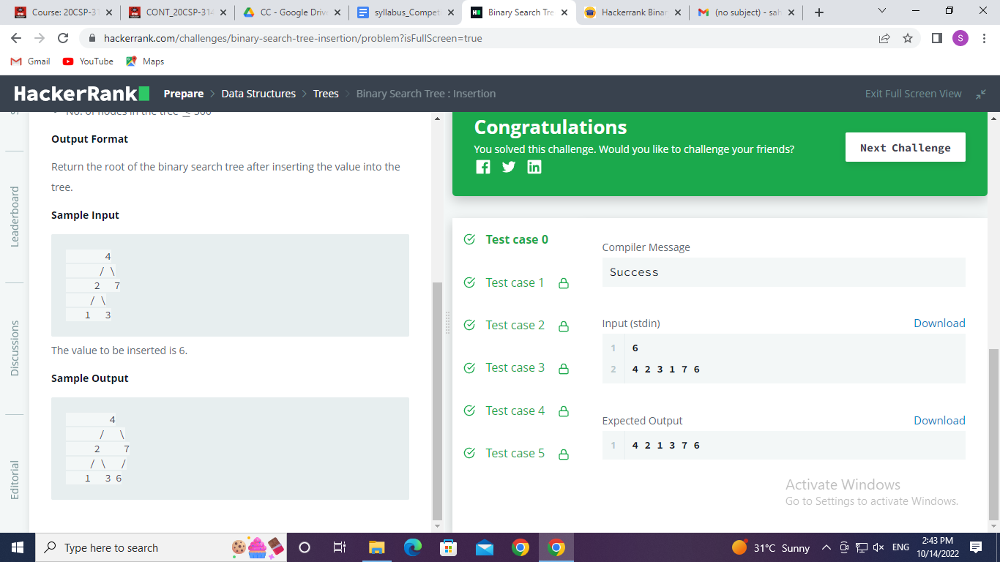 Course: 20CSP-31
CONT_20CSP-314
CC - Google Driv
syllabus_Compet
Binary Search Tre
Hackerrank Binar
(no subject) - sah
hackerrank.com/challenges/binary-search-tree-insertion/problem?isFullScreen=true
S
Gmail
YouTube
Maps
HackerRank
Prepare > Data Structures > Trees > Binary Search Tree : Insertion
Exit Full Screen View
Leaderboard
Discussions
Editorial
No. of nodes in the tree ≤ 500
Output Format
Return the root of the binary search tree after inserting the value into the
tree.
Sample Input
4
/ \
2 7
/ \
1 3
The value to be inserted is 6.
Sample Output
4
/ \
2 7
/ \ /
1 3 6
Congratulations
You solved this challenge. Would you like to challenge your friends?
Next Challenge
Test case 0
Test case 1
Test case 2
Test case 3
Test case 4
Test case 5
Compiler Message
Success
Input (stdin)
Download
1 6
2 4 2 3 1 7 6
Expected Output
Download
1 4 2 1 3 7 6
Activate Windows
Go to Settings to activate Windows.
Type here to search
31°C Sunny
ENG
2:43 PM
10/14/2022